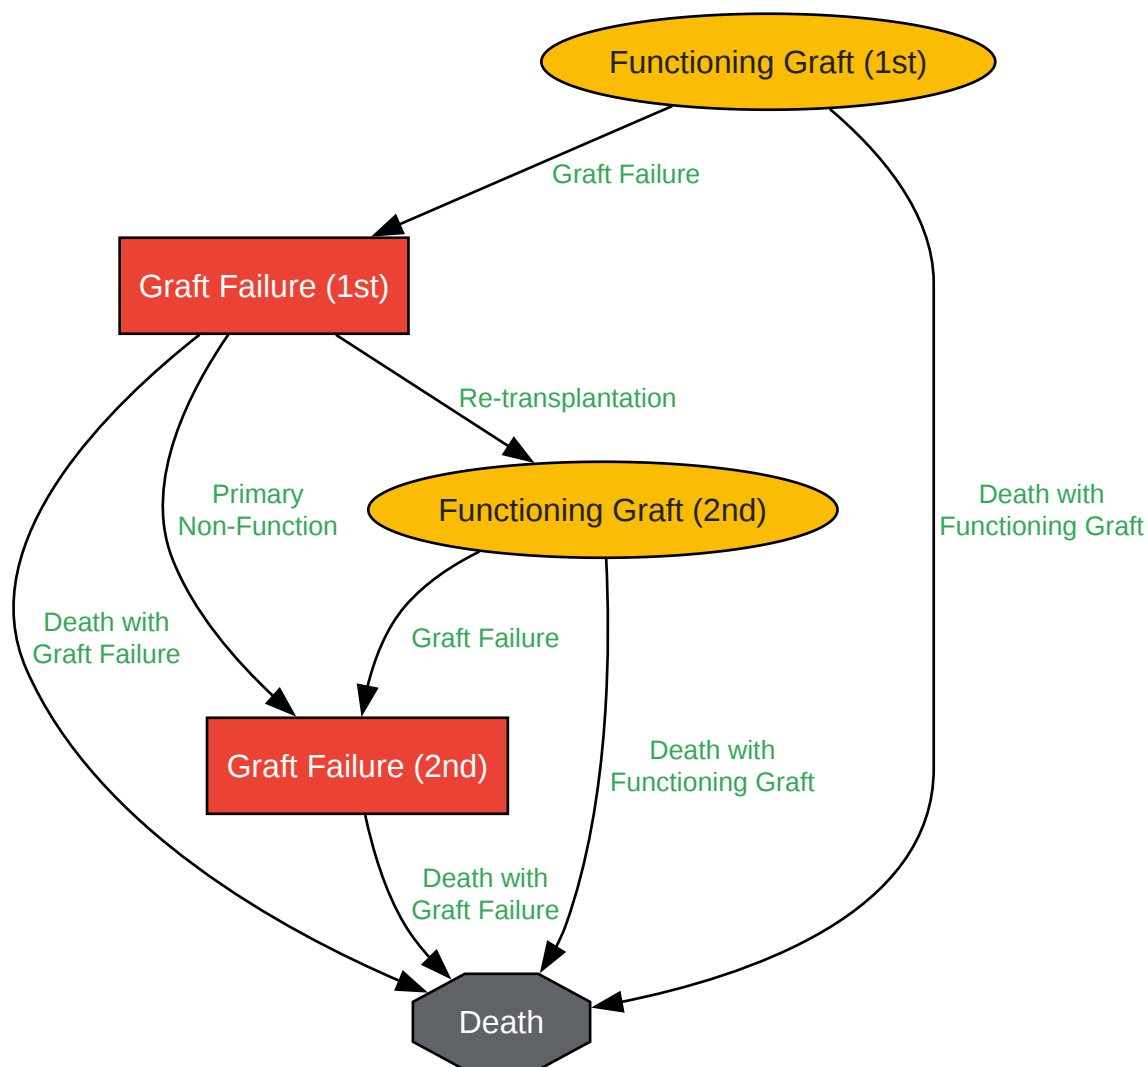 Functioning Graft (1st)
Graft Failure
Graft Failure (1st)
Re-transplantation
Primary
Non-Function
Functioning Graft (2nd)
Death with
Functioning Graft
Death with
Graft Failure
Graft Failure
Graft Failure (2nd)
Death with
Functioning Graft
Death with
Graft Failure
Death